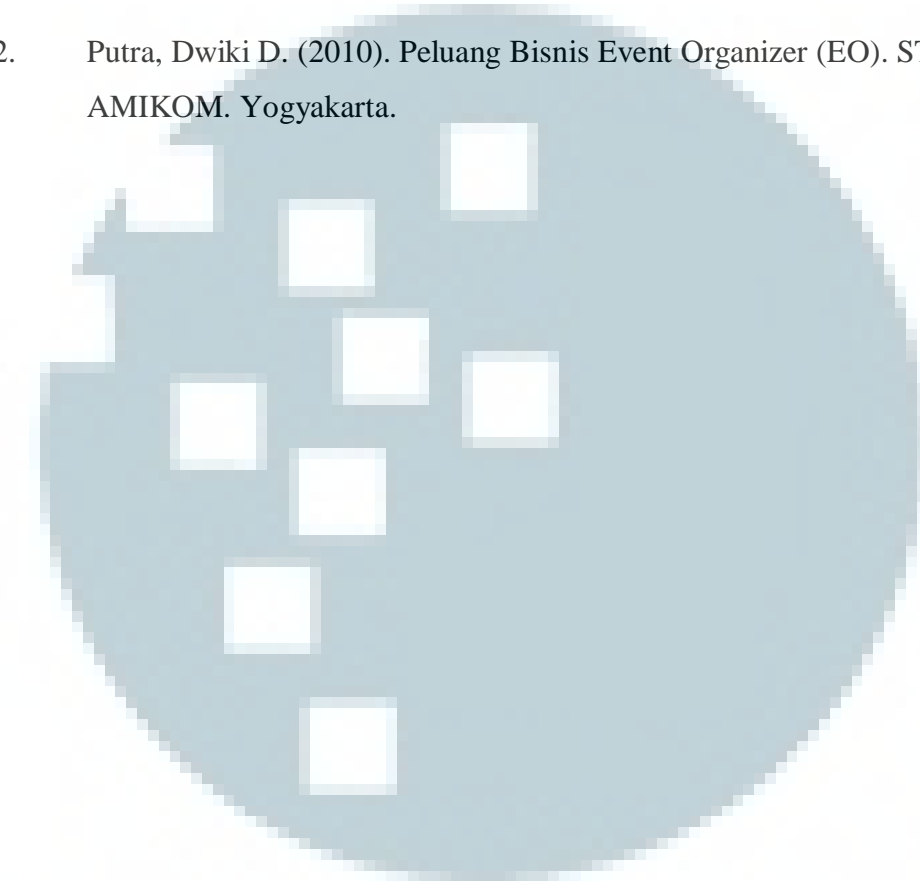 2. Putra, Dwiki D. (2010). Peluang Bisnis Event Organizer (EO).
AMIKOM. Yogyakarta.